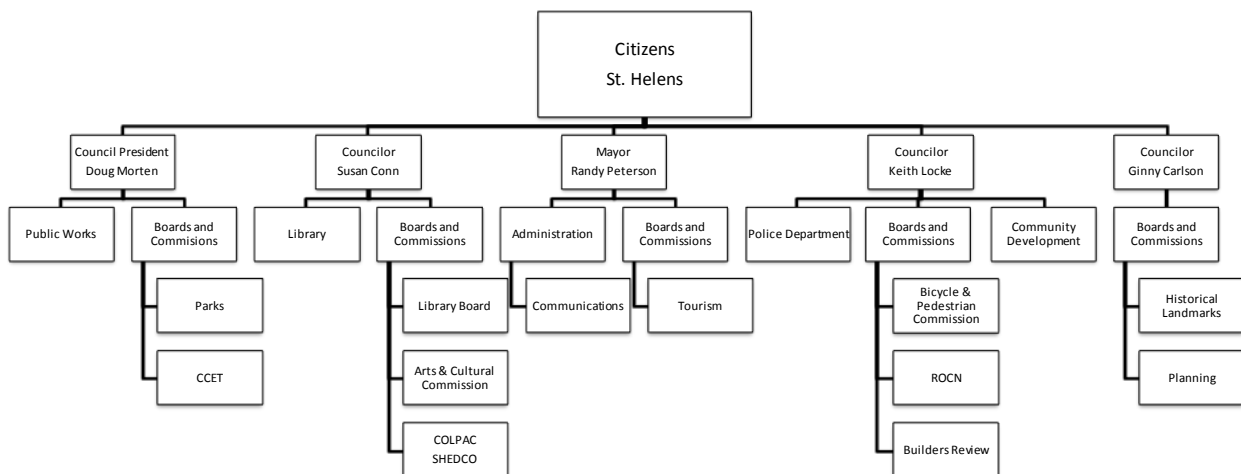 Citizens
St. Helens
Council President
Doug Morten
Councilor
Susan Conn
Mayor
Randy Peterson
Councilor
Keith Locke
Councilor
Ginny Carlson
Public Works
Boards and
Commisions
Library
Boards and
Commissions
Administration
Boards and
Commissions
Police Department
Boards and
Commissions
Community
Development
Boards and
Commissions
Parks
Library Board
Communications
Tourism
Bicycle &
Pedestrian
Commission
Historical
Landmarks
CCET
Arts & Cultural
Commission
ROCN
Planning
COLPAC
SHEDCO
Builders Review